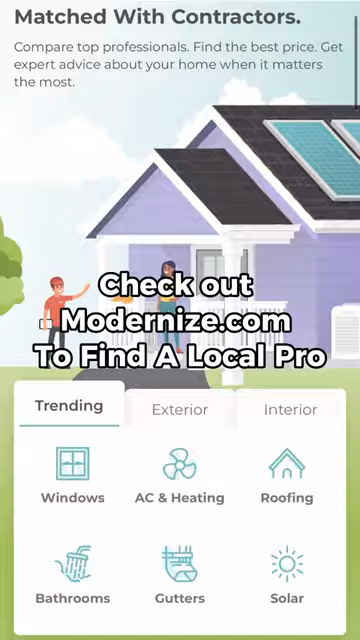 Matched With Contractors.
Compare top professionals. Find the best price. Get
expert advice about your home when it matters
the most.
Check out
Modernize.com
To Find A Local Pro
Trending
Exterior
Interior
Windows
AC & Heating
Roofing
Bathrooms
Gutters
Solar